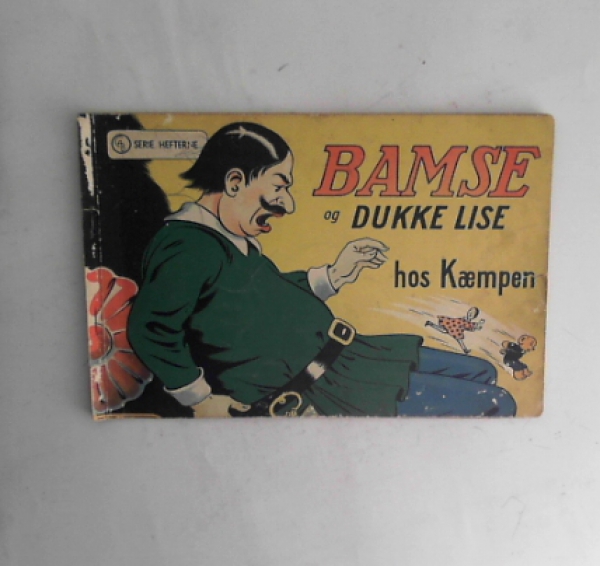 SERIE HEFTERNE
BAMSE
og DUKKE LISE
hos Kæmpen